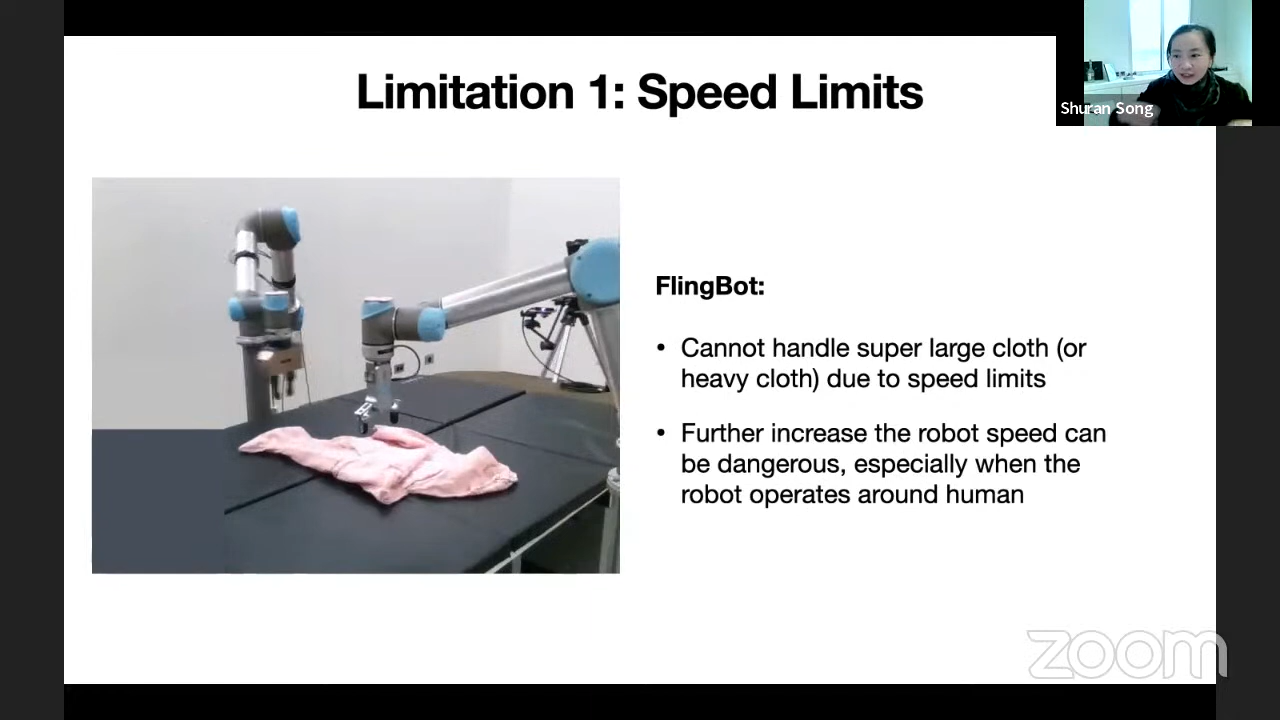 Limitation 1: Speed Limits
Shuran Song
FlingBot:
• Cannot handle super large cloth (or
heavy cloth) due to speed limits
• Further increase the robot speed can
be dangerous, especially when the
robot operates around human
zoom